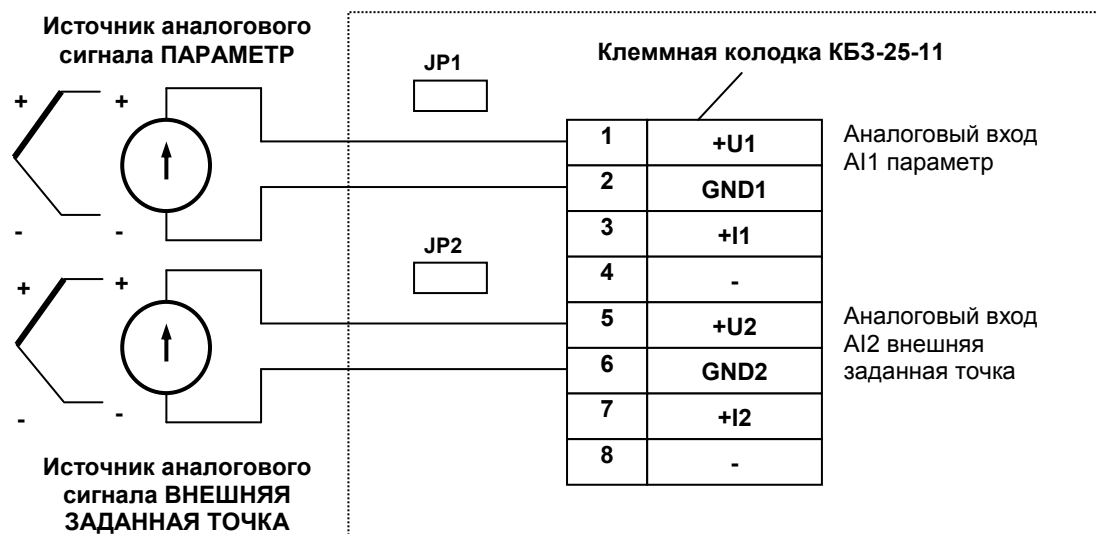 Источник аналогового
сигнала ПАРАМЕТР
JP1
Клеммная колодка КБЗ-25-11
+ +
1 +U1
Аналоговый вход
AI1 параметр
2 GND1
- -
3 +I1
JP2
4 -
+ +
5 +U2
Аналоговый вход
AI2 внешняя
заданная точка
6 GND2
- -
7 +I2
8 -
Источник аналогового
сигнала ВНЕШНЯЯ
ЗАДАННАЯ ТОЧКА